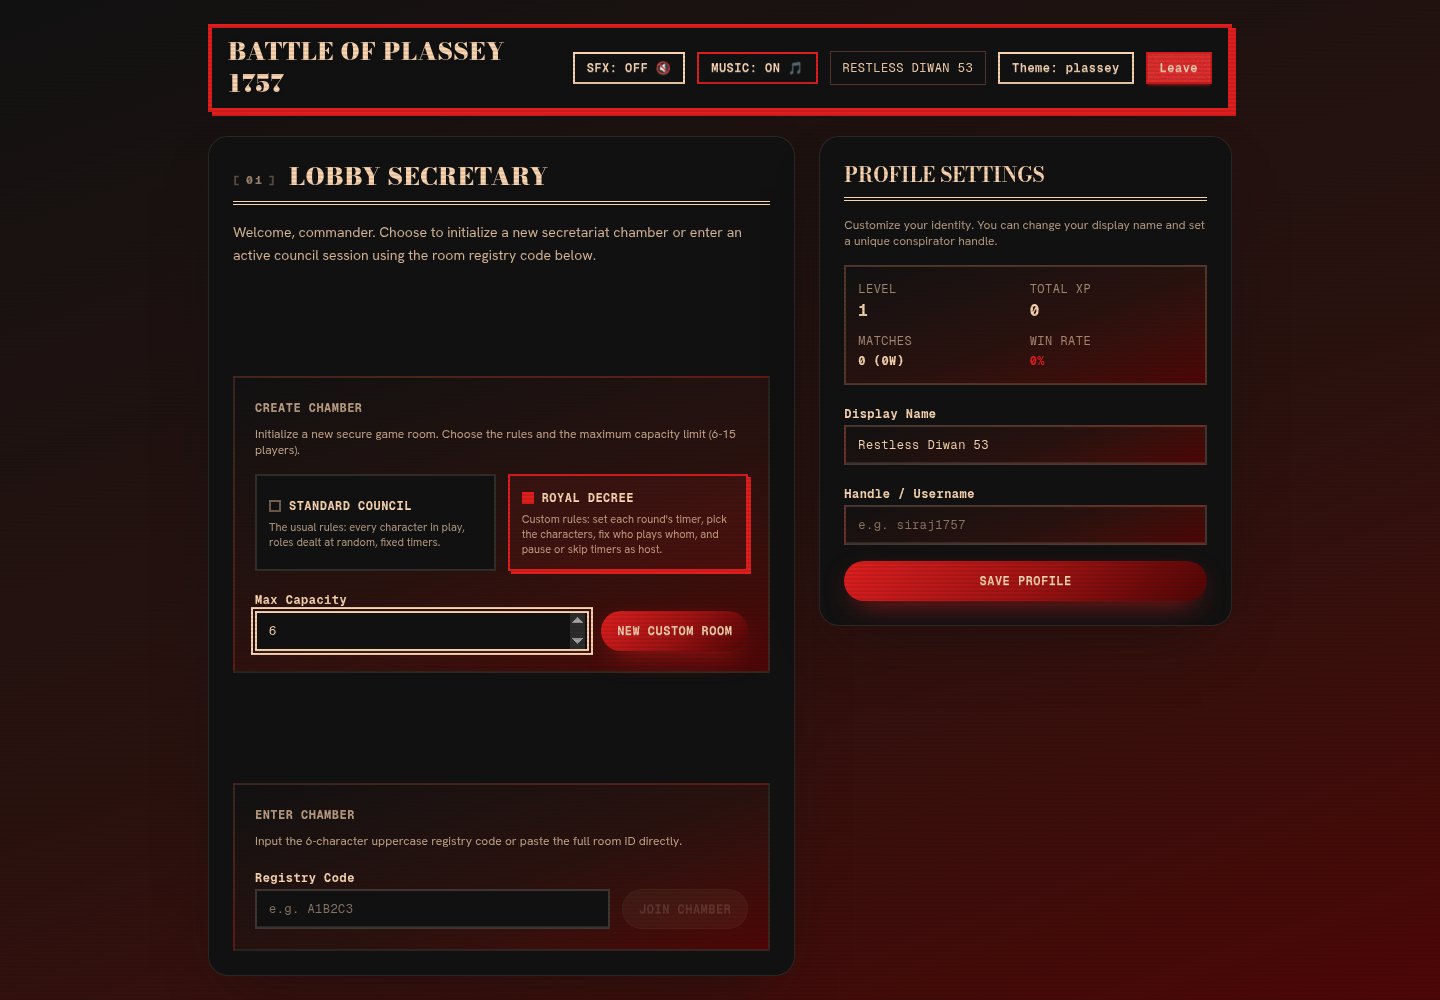 BATTLE OF PLASSEY
1757
SFX: OFF 🔇
MUSIC: ON 🎵
RESTLESS DIWAN 53
Theme: plassey
Leave
[ 01 ] LOBBY SECRETARY
Welcome, commander. Choose to initialize a new secretariat chamber or enter an
active council session using the room registry code below.
CREATE CHAMBER
Initialize a new secure game room. Choose the rules and the maximum capacity limit (6-15
players).
STANDARD COUNCIL
The usual rules: every character in play,
roles dealt at random, fixed timers.
ROYAL DECREE
Custom rules: set each round's timer, pick
the characters, fix who plays whom, and
pause or skip timers as host.
Max Capacity
6
NEW CUSTOM ROOM
ENTER CHAMBER
Input the 6-character uppercase registry code or paste the full room ID directly.
Registry Code
e.g. A1B2C3
JOIN CHAMBER
PROFILE SETTINGS
Customize your identity. You can change your display name and set
a unique conspirator handle.
LEVEL
1
TOTAL XP
0
MATCHES
0 (0W)
WIN RATE
0%
Display Name
Restless Diwan 53
Handle / Username
e.g. siraj1757
SAVE PROFILE